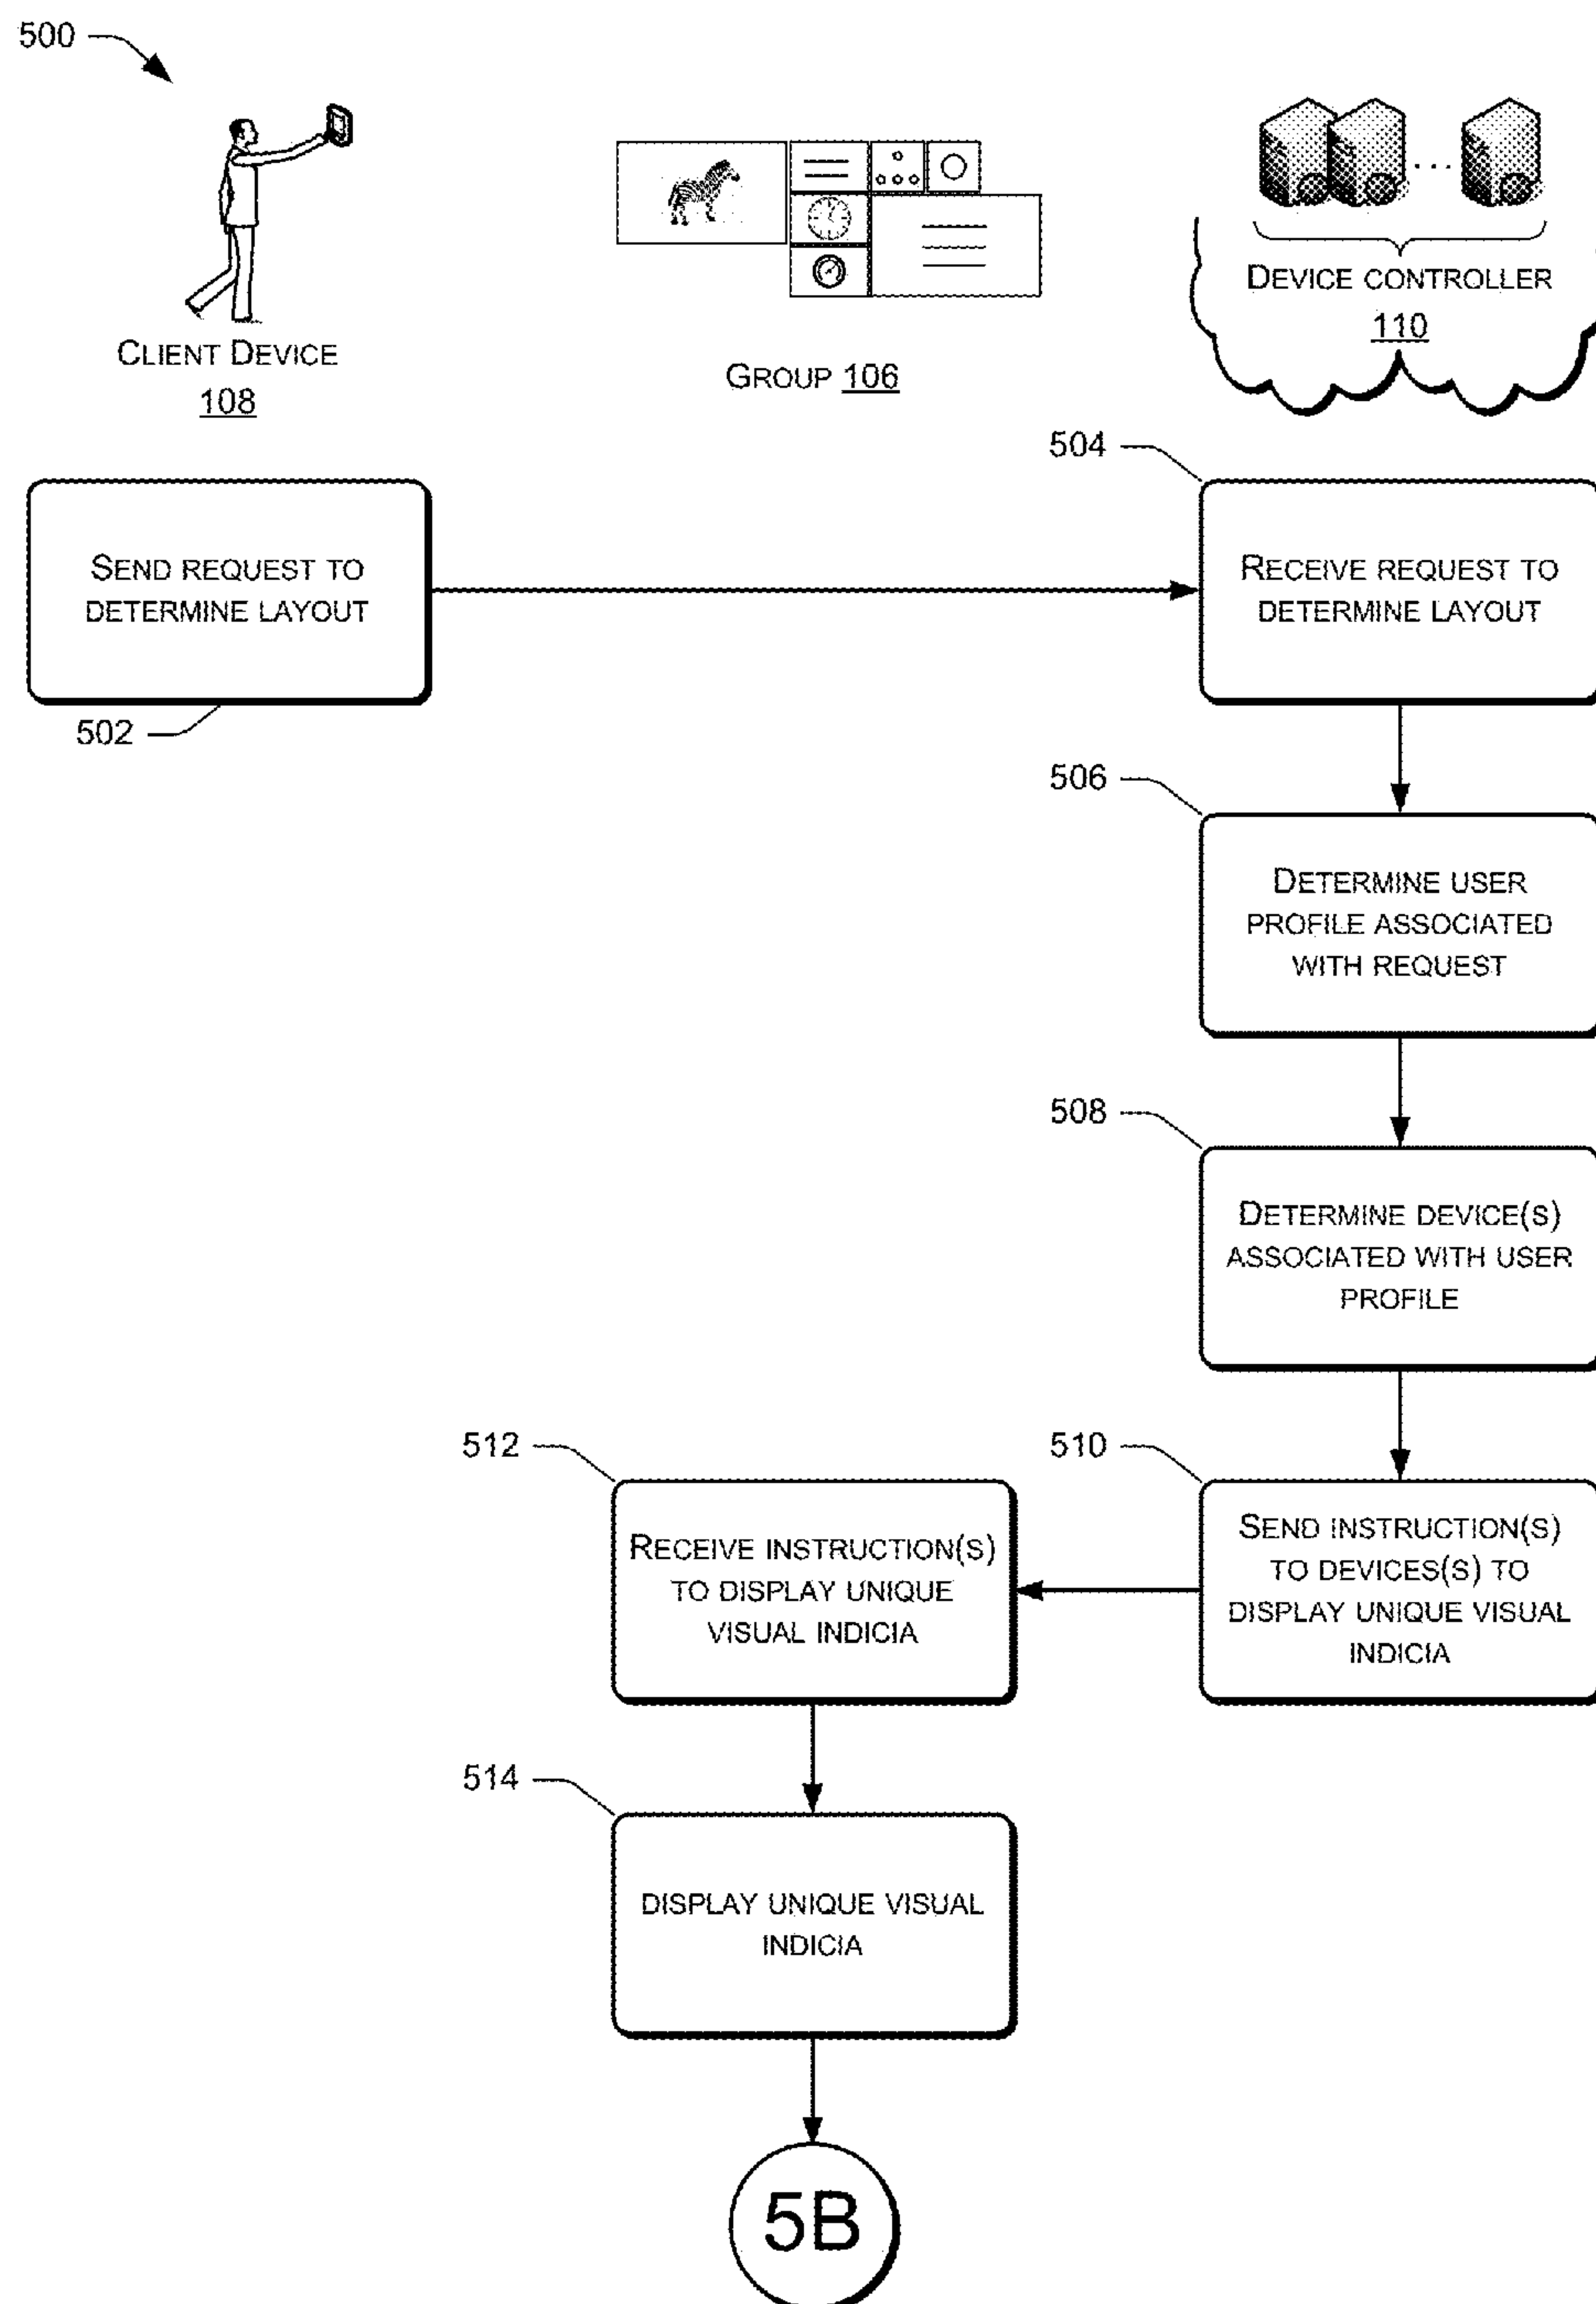 500
CLIENT DEVICE
108
GROUP 106
...
DEVICE CONTROLLER
110
504
SEND REQUEST TO
DETERMINE LAYOUT
RECEIVE REQUEST TO
DETERMINE LAYOUT
502
506
DETERMINE USER
PROFILE ASSOCIATED
WITH REQUEST
508
DETERMINE DEVICE(S)
ASSOCIATED WITH USER
PROFILE
512
510
RECEIVE INSTRUCTION(S)
TO DISPLAY UNIQUE
VISUAL INDICIA
SEND INSTRUCTION(S)
TO DEVICES(S) TO
DISPLAY UNIQUE VISUAL
INDICIA
514
DISPLAY UNIQUE VISUAL
INDICIA
5B